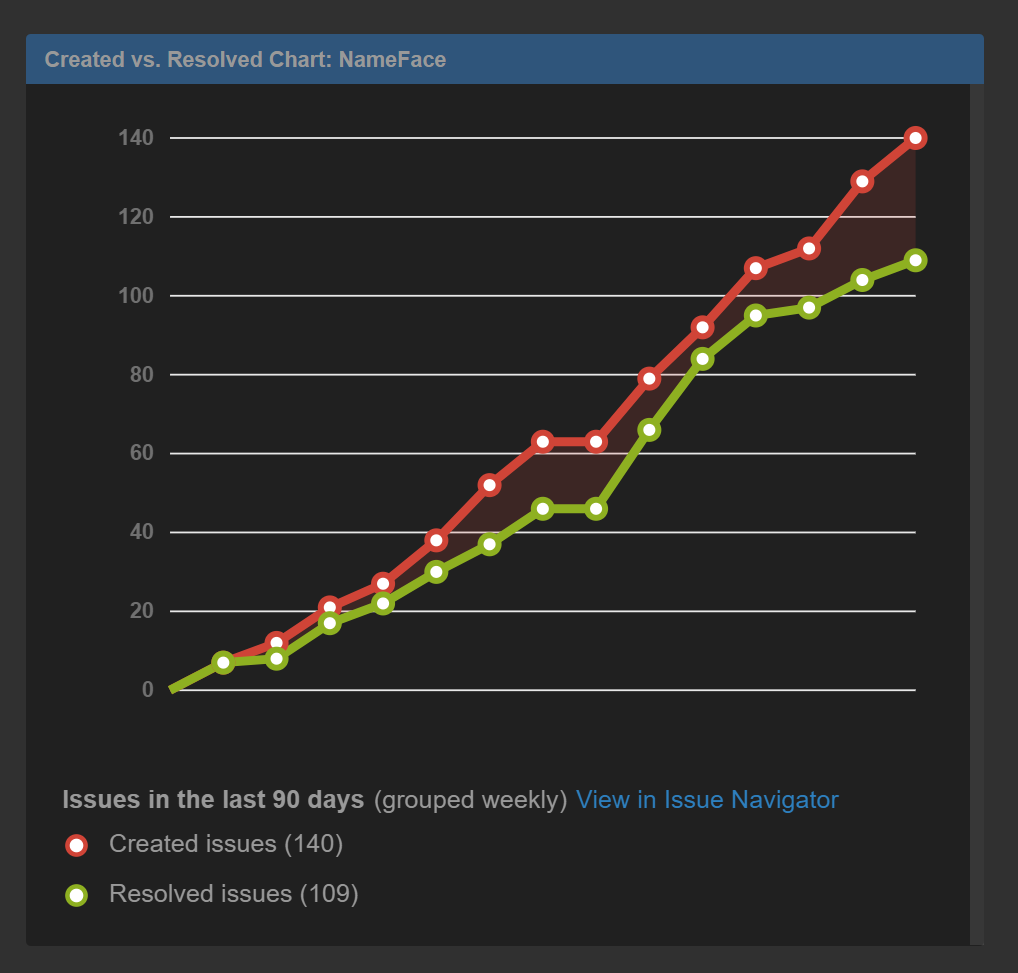 Created vs. Resolved Chart: NameFace
140
120
100
80
60
40
20
0
Issues in the last 90 days (grouped weekly) View in Issue Navigator
Created issues (140)
Resolved issues (109)